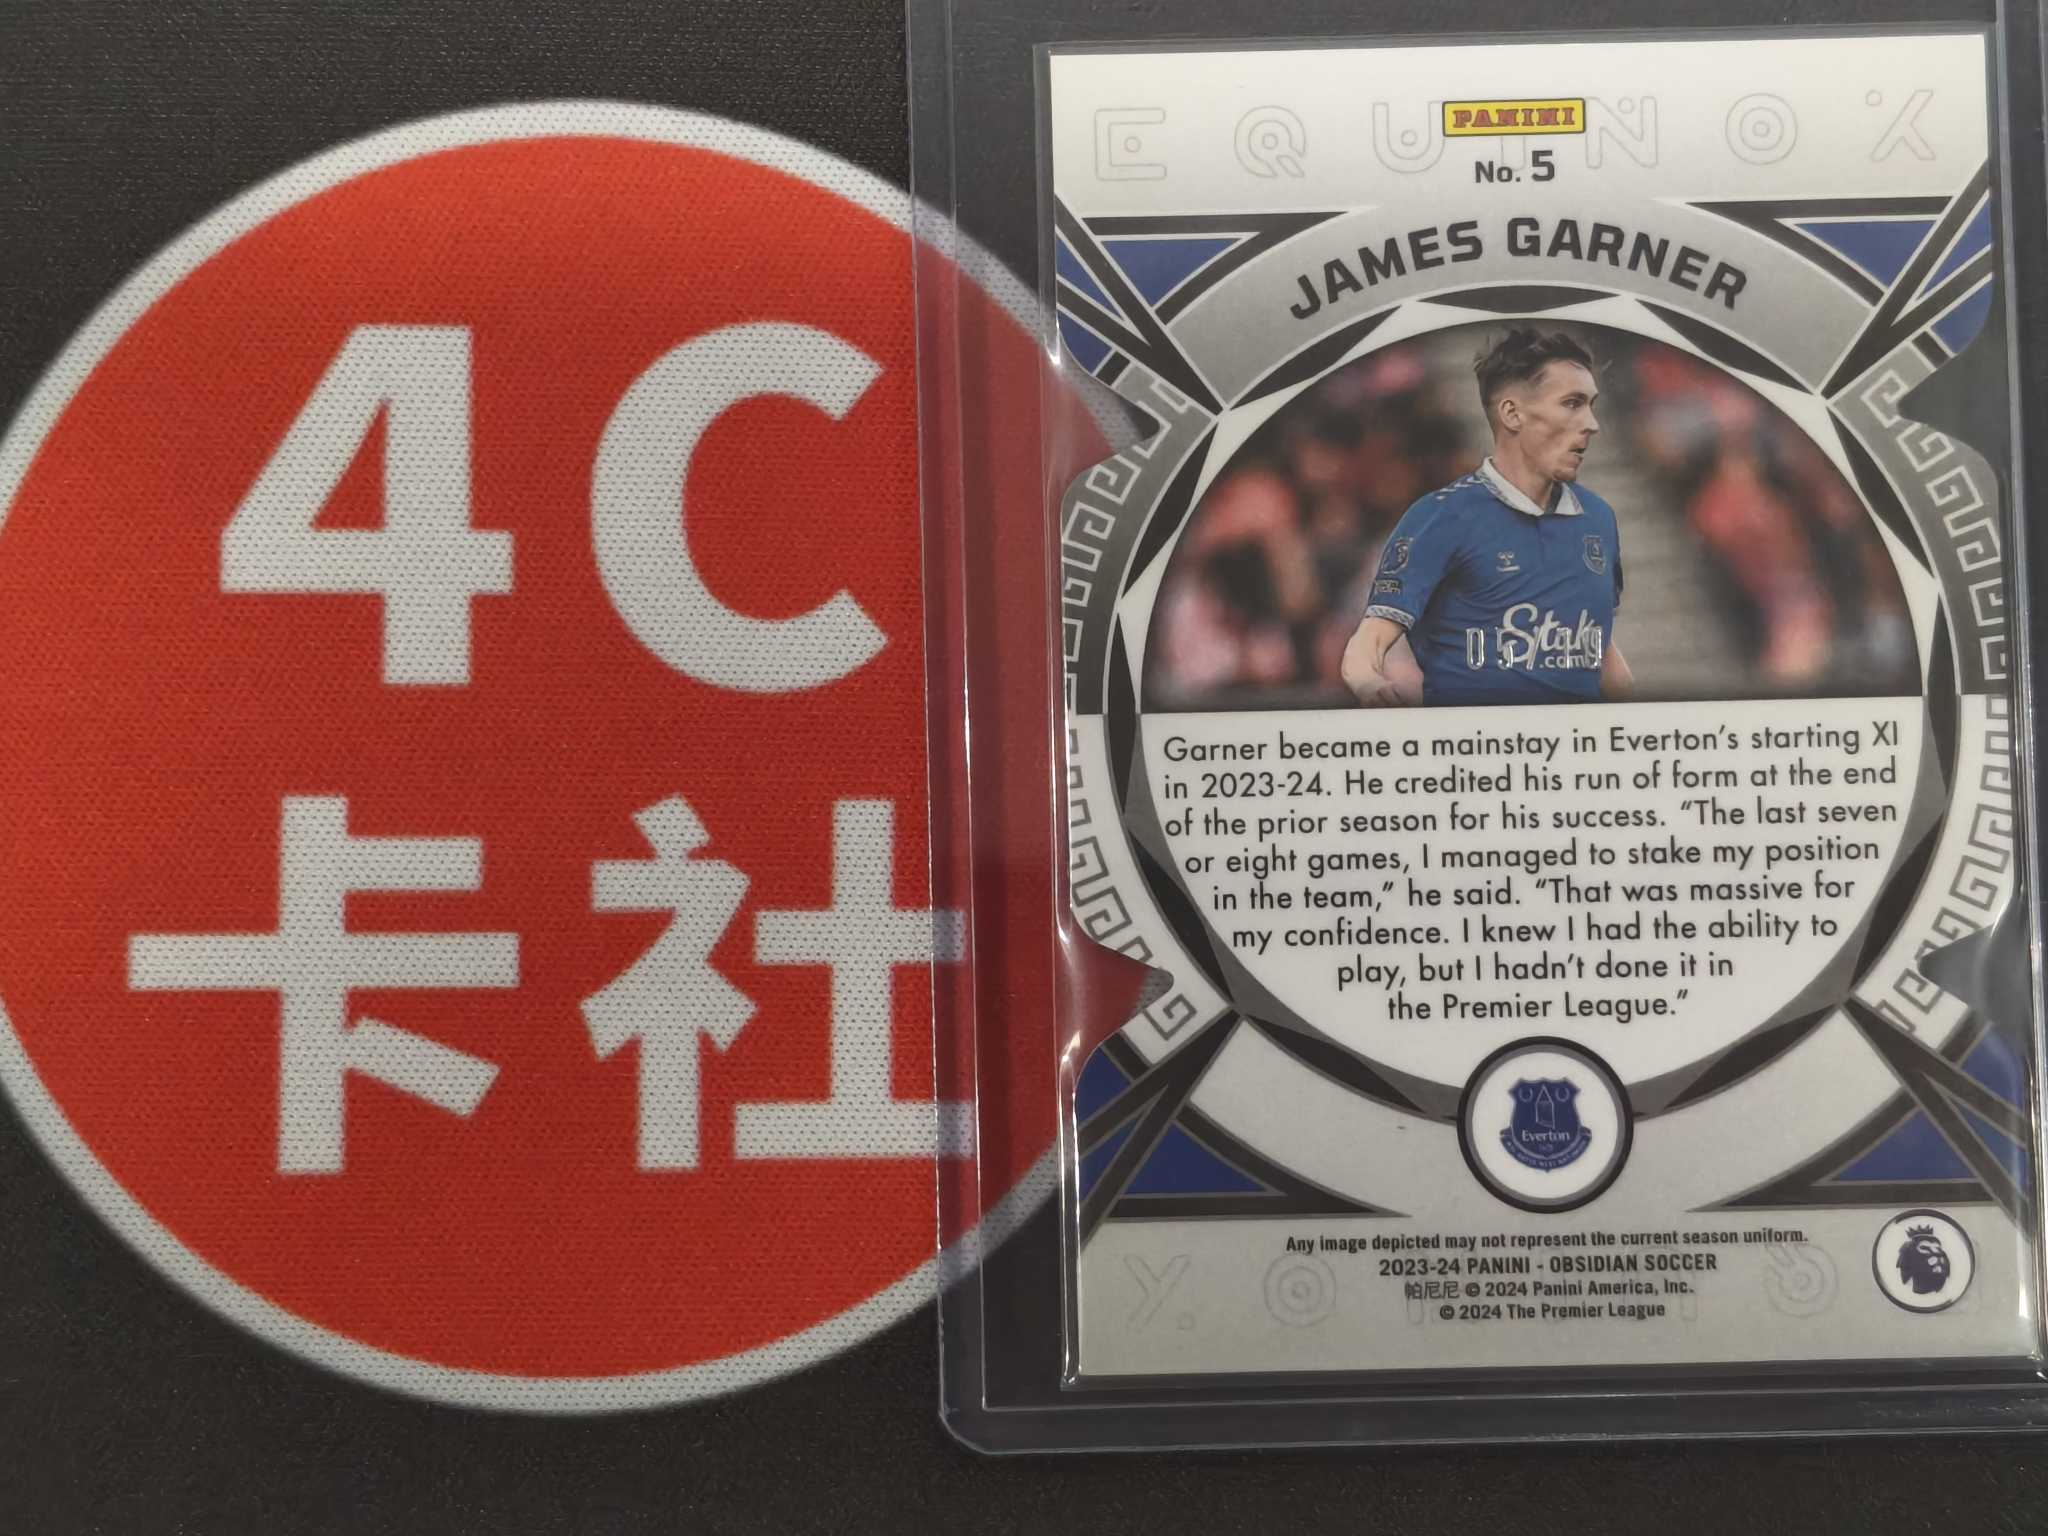 4C
卡社
EQUINOX
PANINI
No. 5
JAMES GARNER
Stake
.com
Garner became a mainstay in Everton's starting XI
in 2023-24. He credited his run of form at the end
of the prior season for his success. “The last seven
or eight games, I managed to stake my position
in the team,” he said. “That was massive for
my confidence. I knew I had the ability to
play, but I hadn't done it in
the Premier League.”
Everton
Any image depicted may not represent the current season uniform.
2023-24 PANINI - OBSIDIAN SOCCER
帕尼尼 © 2024 Panini America, Inc.
© 2024 The Premier League